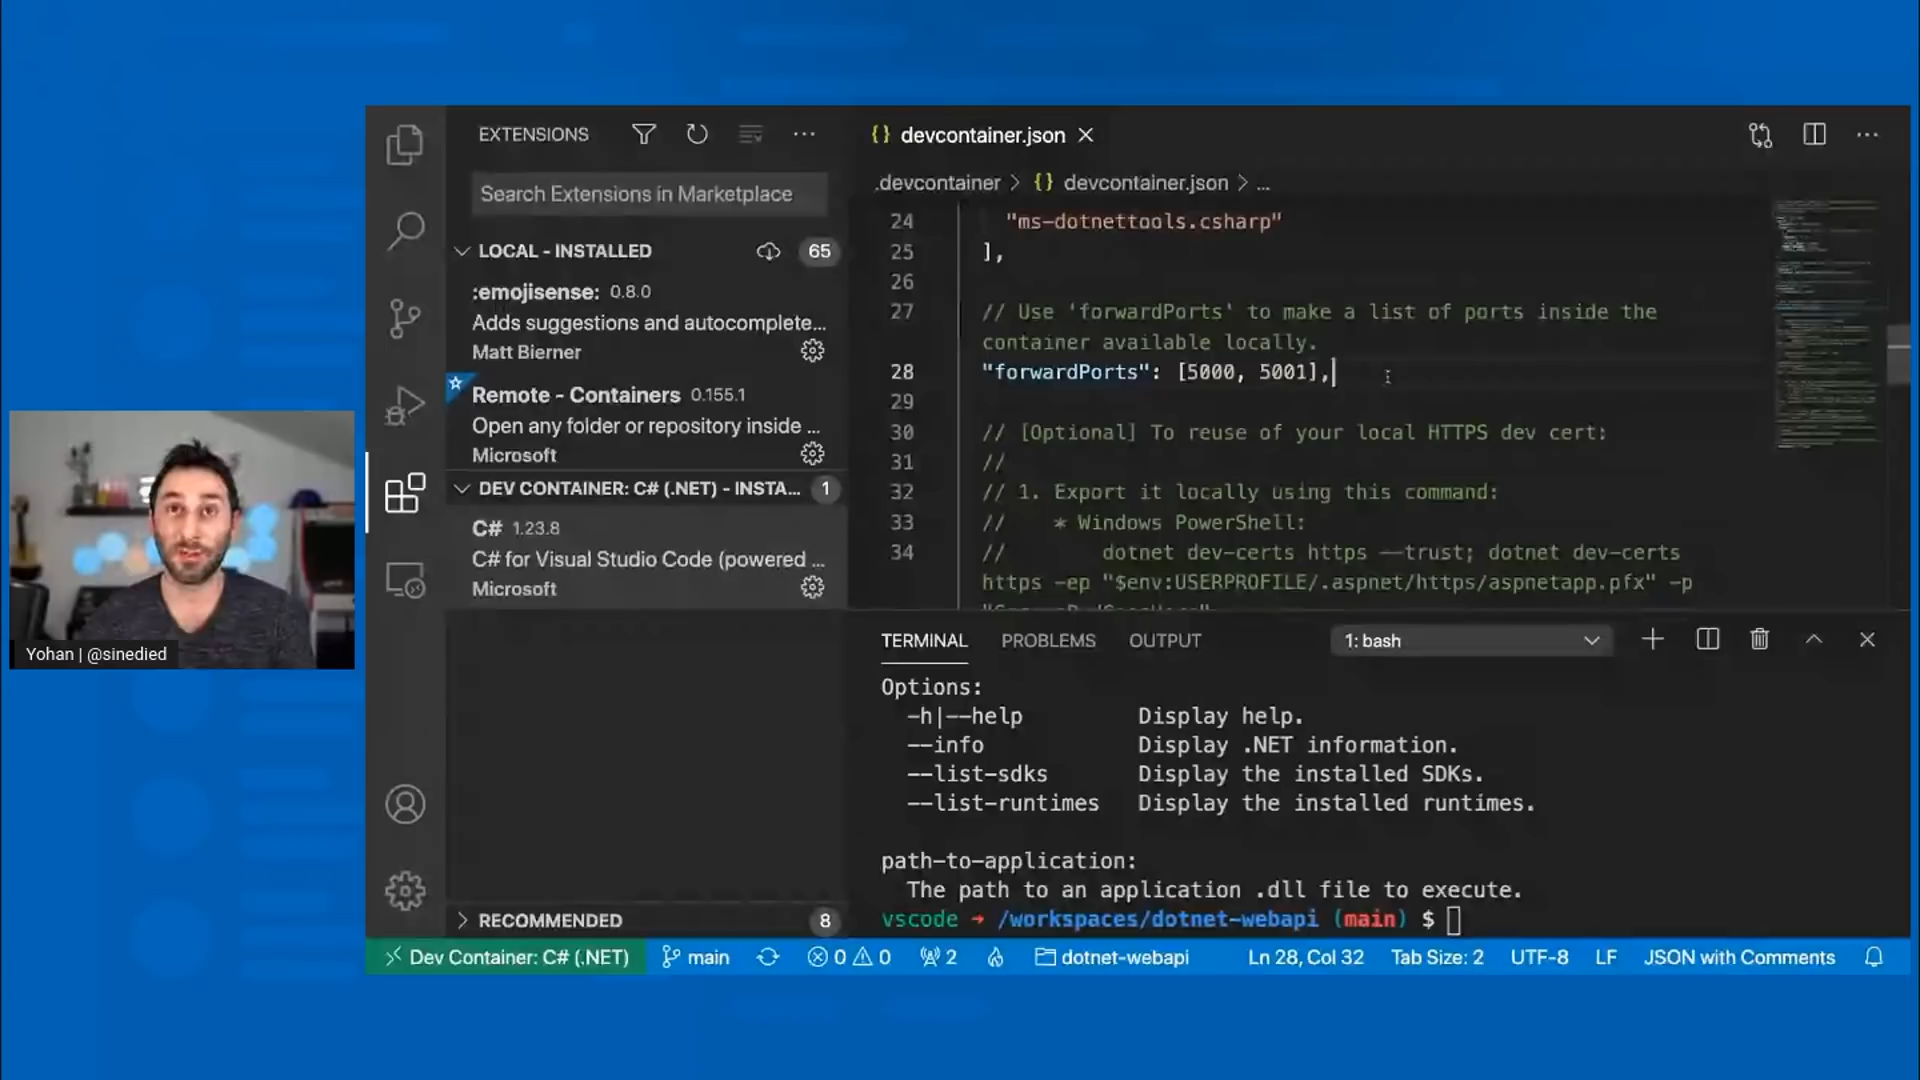 EXTENSIONS
Search Extensions in Marketplace
LOCAL - INSTALLED 65
:emojisense: 0.8.0
Adds suggestions and autocomplete...
Matt Bierner
Remote - Containers 0.155.1
Open any folder or repository inside ...
Microsoft
DEV CONTAINER: C# (.NET) - INSTA... 1
C# 1.23.8
C# for Visual Studio Code (powered ...
Microsoft
RECOMMENDED 8
{} devcontainer.json
.devcontainer > {} devcontainer.json > ...
24 "ms-dotnettools.csharp"
25 ],
26
27 // Use 'forwardPorts' to make a list of ports inside the
container available locally.
28 "forwardPorts": [5000, 5001],
29
30 // [Optional] To reuse of your local HTTPS dev cert:
31 //
32 // 1. Export it locally using this command:
33 // * Windows PowerShell:
34 // dotnet dev-certs https --trust; dotnet dev-certs
https -ep "$env:USERPROFILE/.aspnet/https/aspnetapp.pfx" -p
TERMINAL PROBLEMS OUTPUT 1: bash
Options:
-h|--help Display help.
--info Display .NET information.
--list-sdks Display the installed SDKs.
--list-runtimes Display the installed runtimes.
path-to-application:
The path to an application .dll file to execute.
vscode → /workspaces/dotnet-webapi (main) $
Dev Container: C# (.NET) main 0 0 2 dotnet-webapi Ln 28, Col 32 Tab Size: 2 UTF-8 LF JSON with Comments
Yohan | @sinedied